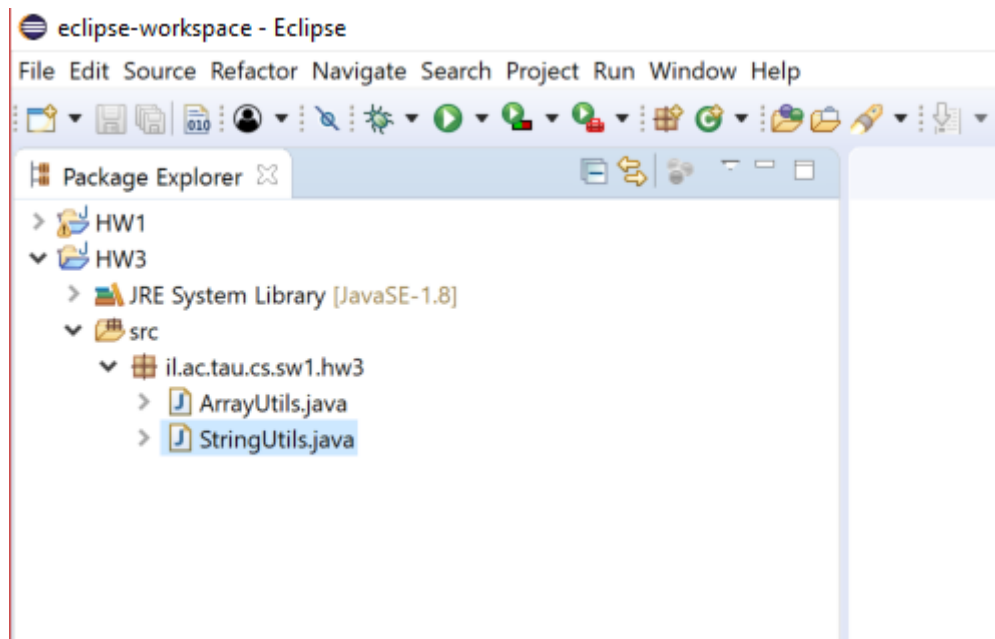 eclipse-workspace - Eclipse
File Edit Source Refactor Navigate Search Project Run Window Help
010
Package Explorer
HW1
HW3
JRE System Library [JavaSE-1.8]
src
il.ac.tau.cs.sw1.hw3
ArrayUtils.java
StringUtils.java